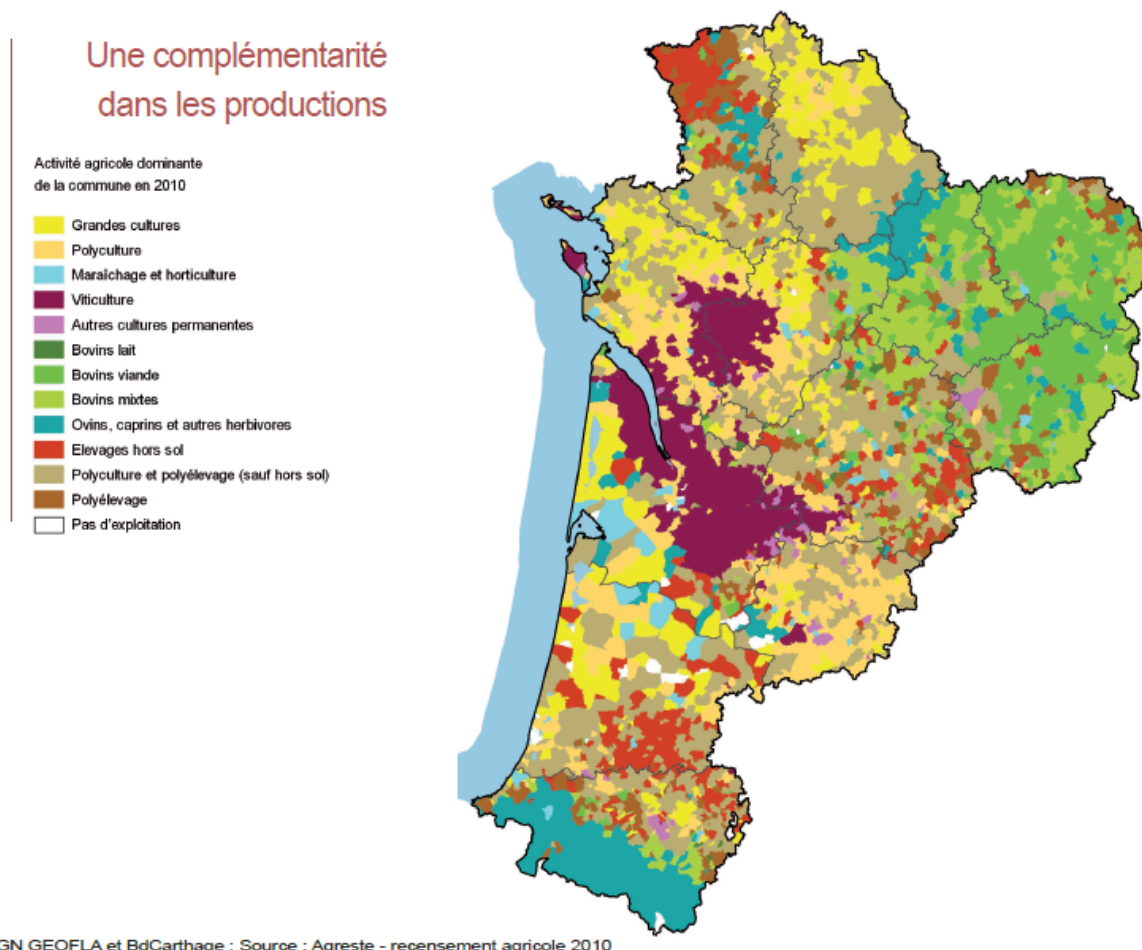 Une complémentarité
dans les productions
Activité agricole dominante
de la commune en 2010
Grandes cultures
Polyculture
Maraîchage et horticulture
Viticulture
Autres cultures permanentes
Bovins lait
Bovins viande
Bovins mixtes
Ovins, caprins et autres herbivores
Elevages hors sol
Polyculture et polyélevage (sauf hors sol)
Polyélevage
Pas d'exploitation
GN GEOFLA et BdCarthage ; Source : Agreste - recensement agricole 2010